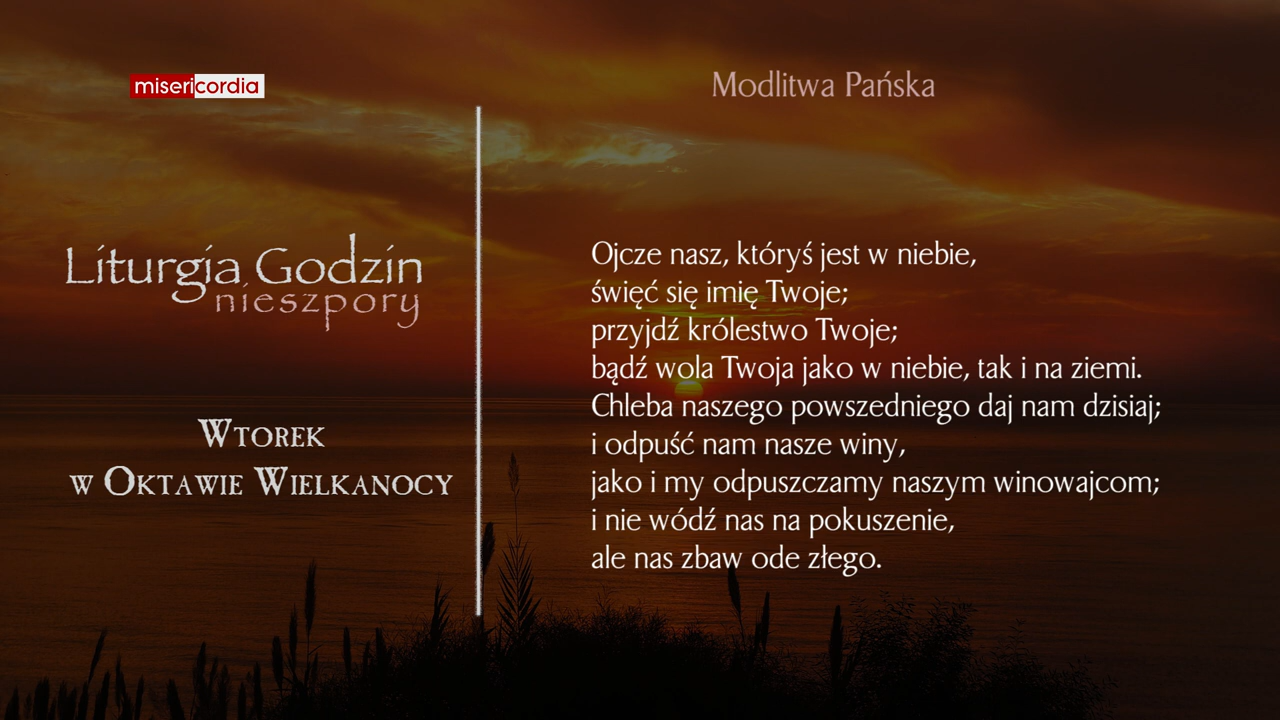 misericordia
Liturgia Godzin
nieszpory
Wtorek
w Oktawie Wielkanocy
Modlitwa Pańska
Ojcze nasz, któryś jest w niebie,
święć się imię Twoje;
przyjdź królestwo Twoje;
bądź wola Twoja jako w niebie, tak i na ziemi.
Chleba naszego powszedniego daj nam dzisiaj;
i odpuść nam nasze winy,
jako i my odpuszczamy naszym winowajcom;
i nie wódź nas na pokuszenie,
ale nas zbaw ode złego.